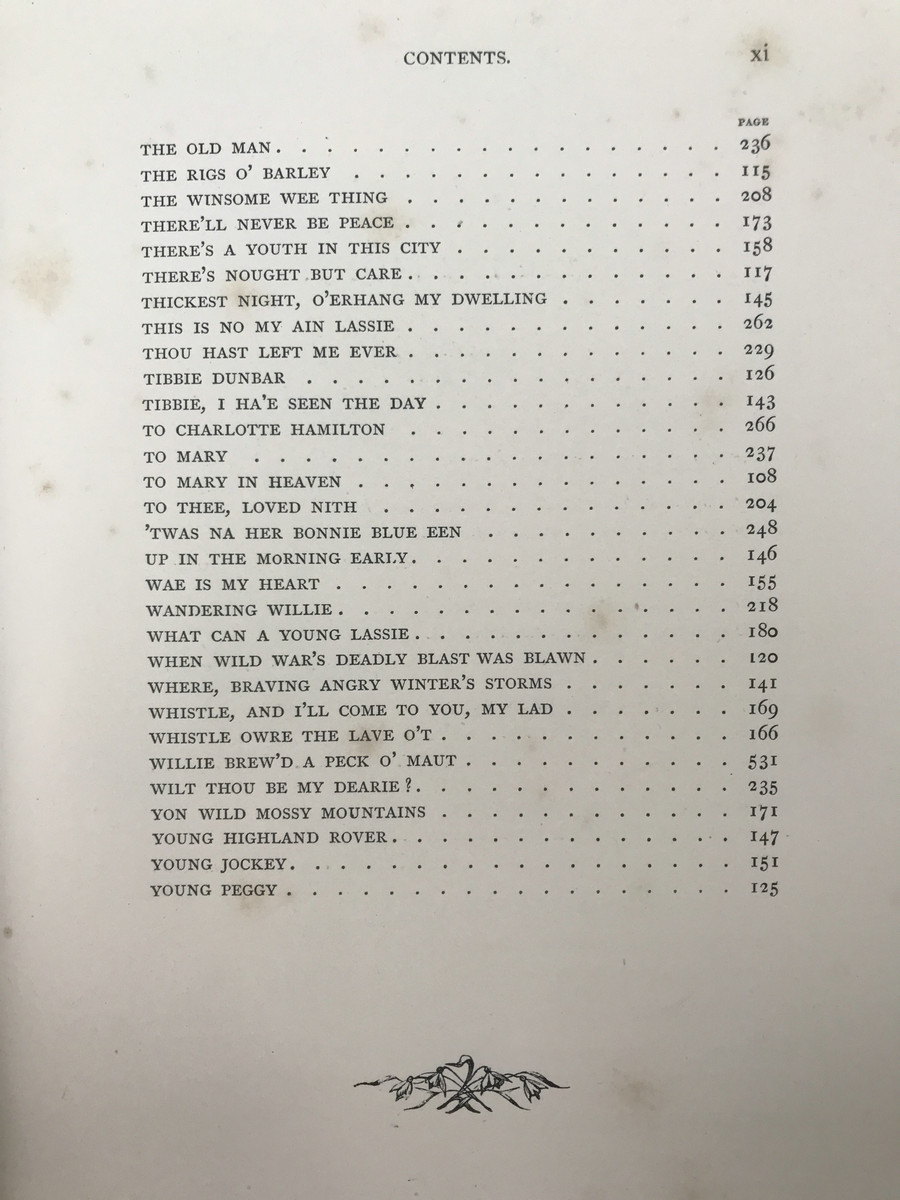 CONTENTS. xi
PAGE
THE OLD MAN . . . . . . . . . . . . . . . . . . 236
THE RIGS O' BARLEY . . . . . . . . . . . . . . . 115
THE WINSOME WEE THING . . . . . . . . . . . . . 208
THERE'LL NEVER BE PEACE . . . . . . . . . . . . . 173
THERE'S A YOUTH IN THIS CITY . . . . . . . . . . . 158
THERE'S NOUGHT BUT CARE . . . . . . . . . . . . . 117
THICKEST NIGHT, O'ERHANG MY DWELLING . . . . . . . 145
THIS IS NO MY AIN LASSIE . . . . . . . . . . . . . 262
THOU HAST LEFT ME EVER . . . . . . . . . . . . . 229
TIBBIE DUNBAR . . . . . . . . . . . . . . . . . 126
TIBBIE, I HA'E SEEN THE DAY . . . . . . . . . . . . 143
TO CHARLOTTE HAMILTON . . . . . . . . . . . . . 266
TO MARY . . . . . . . . . . . . . . . . . . . 237
TO MARY IN HEAVEN . . . . . . . . . . . . . . . 108
TO THEE, LOVED NITH . . . . . . . . . . . . . . 204
'TWAS NA HER BONNIE BLUE EEN . . . . . . . . . . 248
UP IN THE MORNING EARLY . . . . . . . . . . . . . 146
WAE IS MY HEART . . . . . . . . . . . . . . . . 155
WANDERING WILLIE . . . . . . . . . . . . . . . . 218
WHAT CAN A YOUNG LASSIE . . . . . . . . . . . . . 180
WHEN WILD WAR'S DEADLY BLAST WAS BLAWN . . . . . . 120
WHERE, BRAVING ANGRY WINTER'S STORMS . . . . . . . 141
WHISTLE, AND I'LL COME TO YOU, MY LAD . . . . . . . 169
WHISTLE OWRE THE LAVE O'T . . . . . . . . . . . . 166
WILLIE BREW'D A PECK O' MAUT . . . . . . . . . . . 531
WILT THOU BE MY DEARIE? . . . . . . . . . . . . . 235
YON WILD MOSSY MOUNTAINS . . . . . . . . . . . . 171
YOUNG HIGHLAND ROVER . . . . . . . . . . . . . . 147
YOUNG JOCKEY . . . . . . . . . . . . . . . . . . 151
YOUNG PEGGY . . . . . . . . . . . . . . . . . . 125